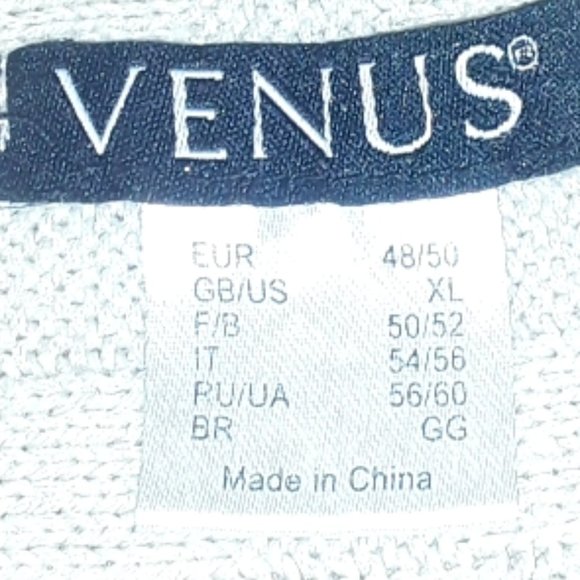 VENUS®
EUR 48/50
GB/US XL
F/B 50/52
IT 54/56
RU/UA 56/60
BR GG
Made in China